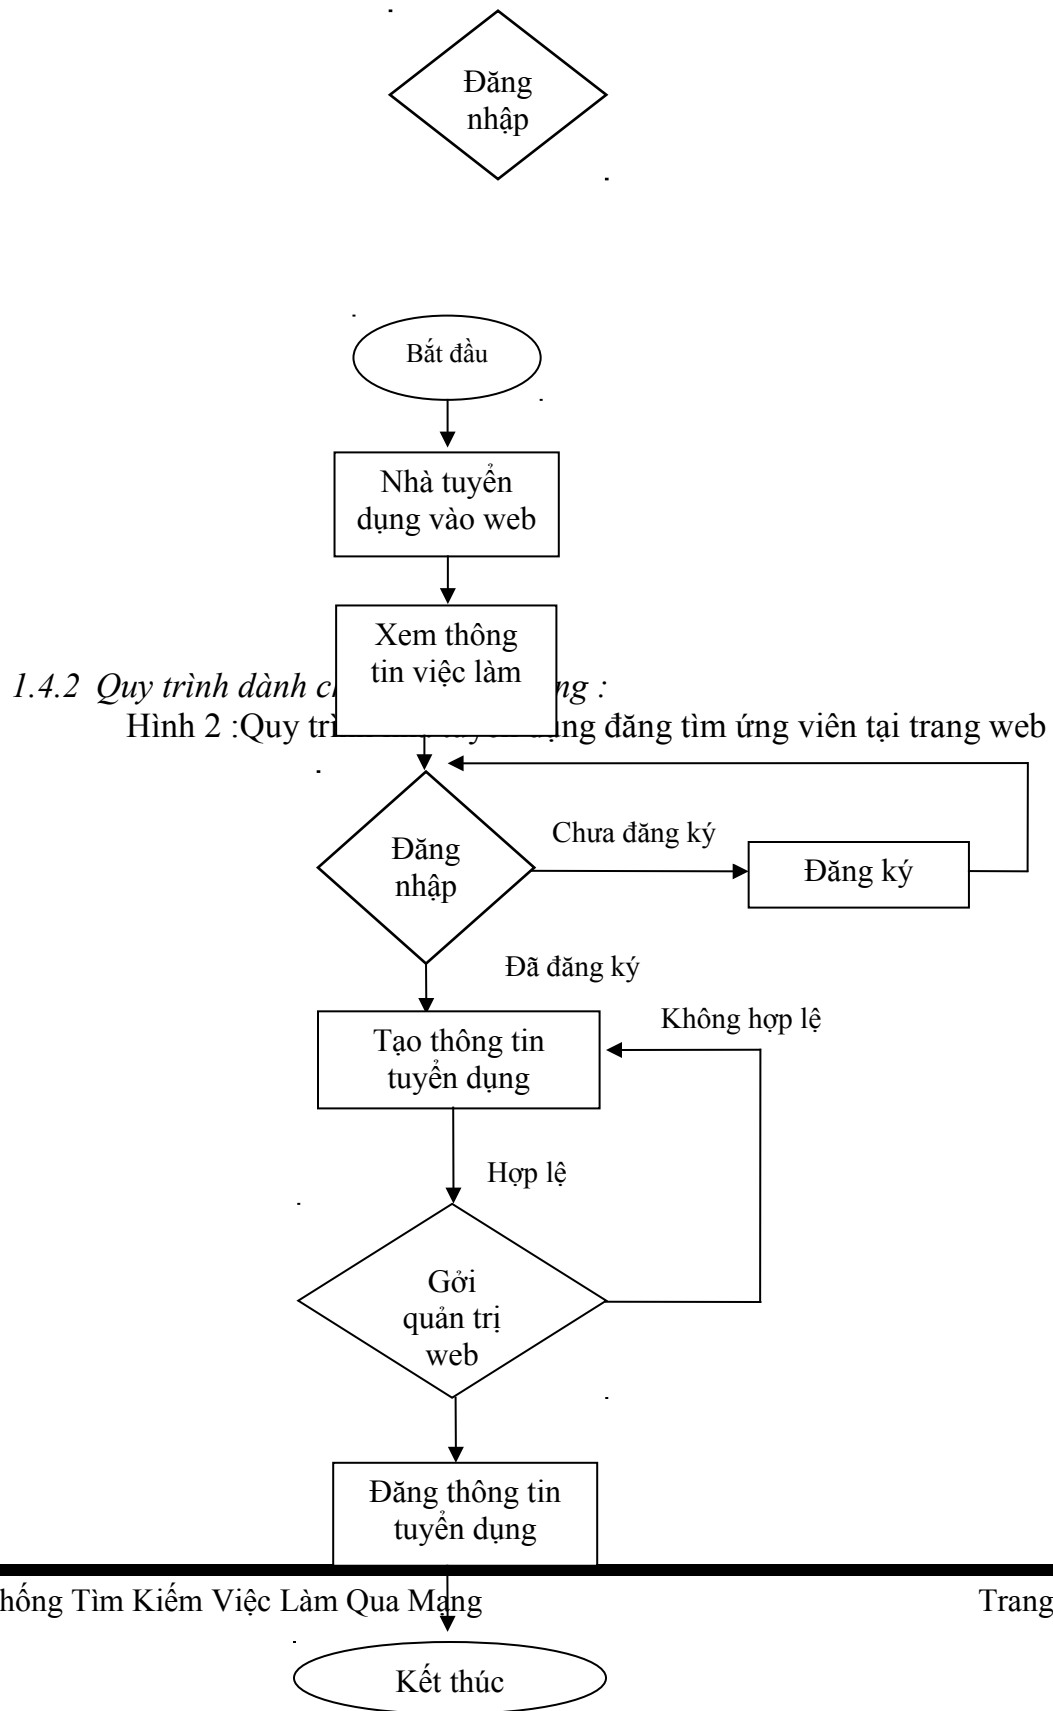 Đăng
nhập
Bắt đầu
Nhà tuyển
dụng vào web
Xem thông
tin việc làm
1.4.2 Quy trình dành ng :
Hình 2 :Quy đăng tìm ứng viên tại trang web
Đăng
nhập
Chưa đăng ký
Đăng ký
Đã đăng ký
Không hợp lệ
Tạo thông tin
tuyển dụng
Hợp lệ
Gởi
quản trị
web
Đăng thông tin
tuyển dụng
hống Tìm Kiếm Việc Làm Qua Mạng Trang
Kết thúc